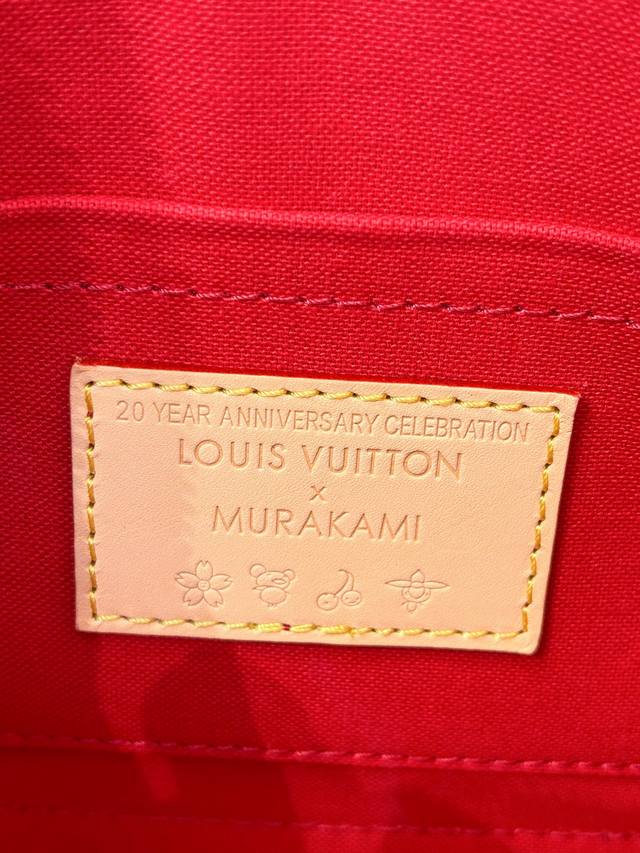 20 YEAR ANNIVERSARY CELEBRATION
LOUIS VUITTON
x
MURAKAMI